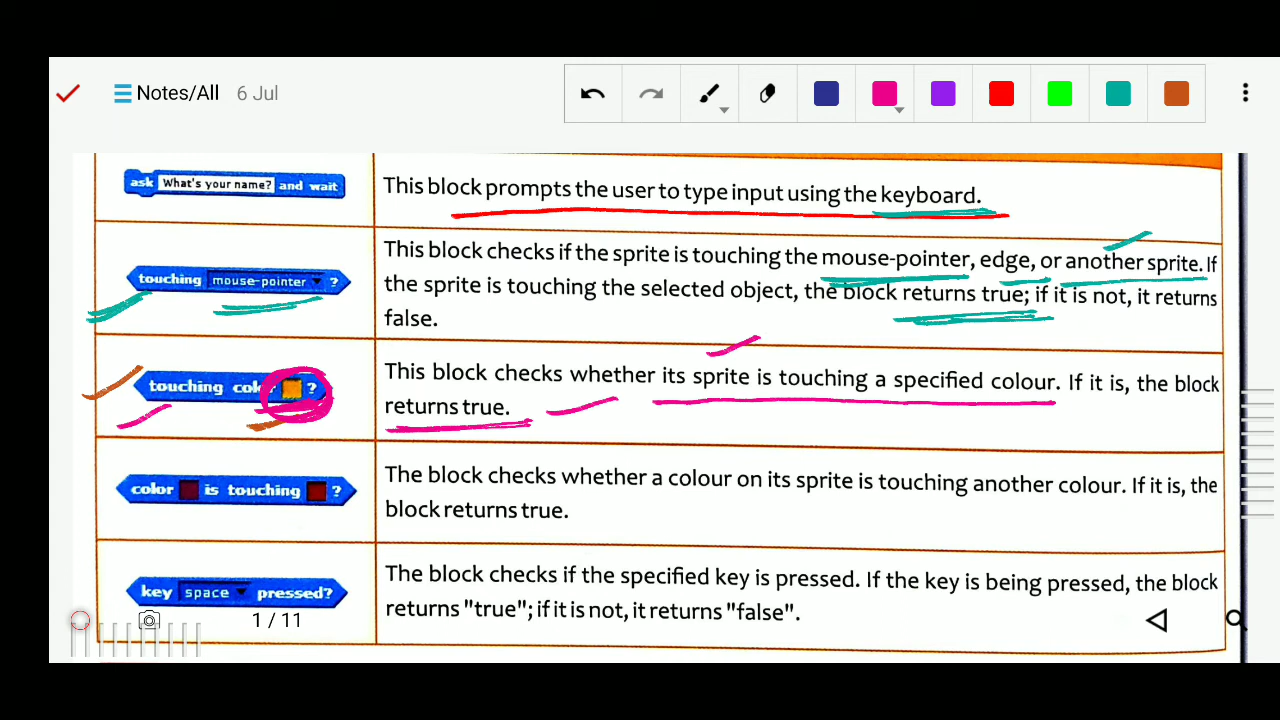 Notes/All 6 Jul
ask What's your name? and wait
This block prompts the user to type input using the keyboard.
touching mouse-pointer ?
This block checks if the sprite is touching the mouse-pointer, edge, or another sprite. If
the sprite is touching the selected object, the block returns true; if it is not, it returns
false.
touching col ?
This block checks whether its sprite is touching a specified colour. If it is, the block
returns true.
color is touching ?
The block checks whether a colour on its sprite is touching another colour. If it is, the
block returns true.
key space pressed?
The block checks if the specified key is pressed. If the key is being pressed, the block
returns "true"; if it is not, it returns "false".
1 / 11